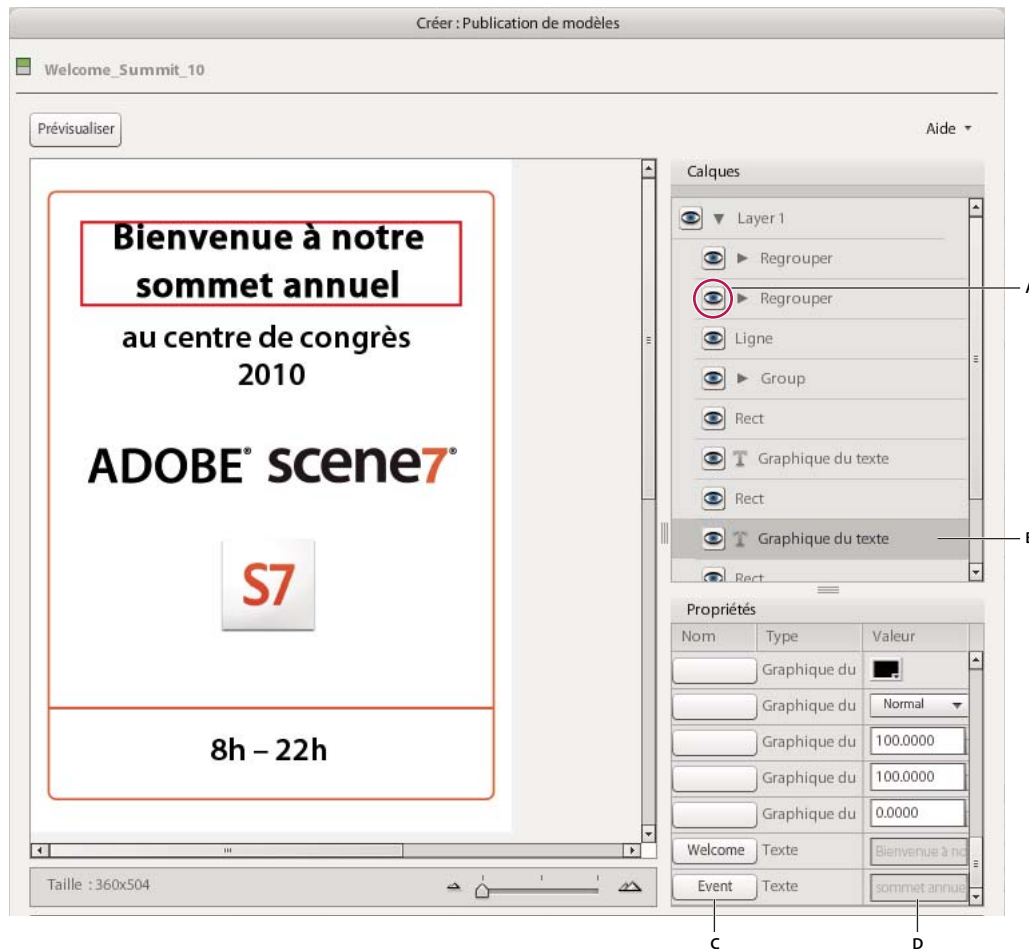 Créer : Publication de modèles
Welcome_Summit_10
Prévisualiser
Aide
Bienvenue à notre
sommet annuel
au centre de congrès
2010
ADOBE® scene7®
S7
8h – 22h
Taille : 360x504
Calques
Layer 1
Regrouper
Regrouper
A
Ligne
Group
Rect
Graphique du texte
Rect
Graphique du texte
B
Rect
Propriétés
Nom Type Valeur
Graphique du
Graphique du Normal
Graphique du 100.0000
Graphique du 100.0000
Graphique du 0.0000
Welcome Texte Bienvenue à no
Event Texte sommet annue
C D